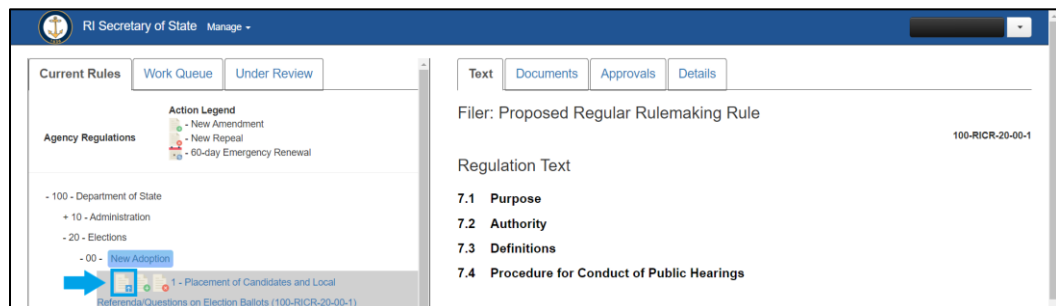 RI Secretary of State Manage
Current Rules
Work Queue
Under Review
Agency Regulations
Action Legend
- New Amendment
- New Repeal
- 60-day Emergency Renewal
- 100 - Department of State
+ 10 - Administration
- 20 - Elections
- 00 - New Adoption
1 - Placement of Candidates and Local
Referenda/Questions on Election Ballots (100-RICR-20-00-1)
Text
Documents
Approvals
Details
Filer: Proposed Regular Rulemaking Rule
100-RICR-20-00-1
Regulation Text
7.1 Purpose
7.2 Authority
7.3 Definitions
7.4 Procedure for Conduct of Public Hearings